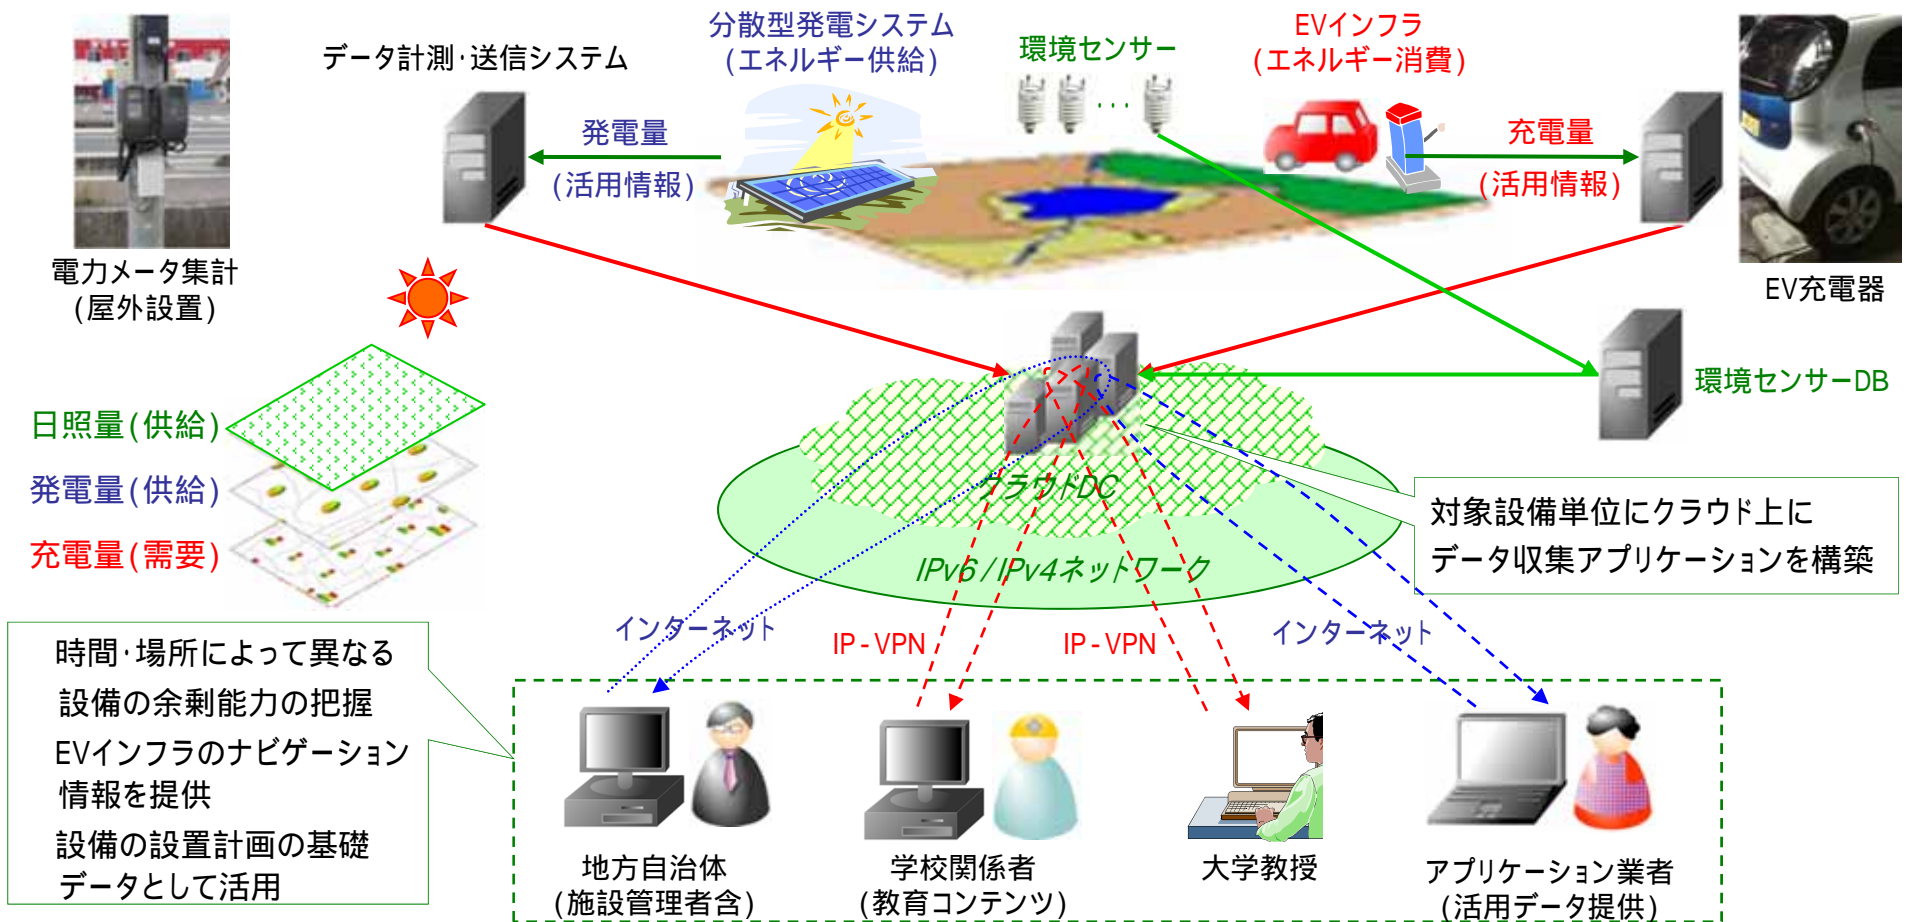 データ計測・送信システム
分散型発電システム
(エネルギー供給)
環境センサー
EVインフラ
(エネルギー消費)
発電量
(活用情報)
・・・
充電量
(活用情報)
電力メータ集計
(屋外設置)
EV充電器
環境センサーDB
日照量(供給)
発電量(供給)
充電量(需要)
クラウドDC
IPv6/IPv4ネットワーク
対象設備単位にクラウド上に
データ収集アプリケーションを構築
インターネット
IP-VPN
IP-VPN
インターネット
時間・場所によって異なる
設備の余剰能力の把握
EVインフラのナビゲーション
情報を提供
設備の設置計画の基礎
データとして活用
地方自治体
(施設管理者含)
学校関係者
(教育コンテンツ)
大学教授
アプリケーション業者
(活用データ提供)